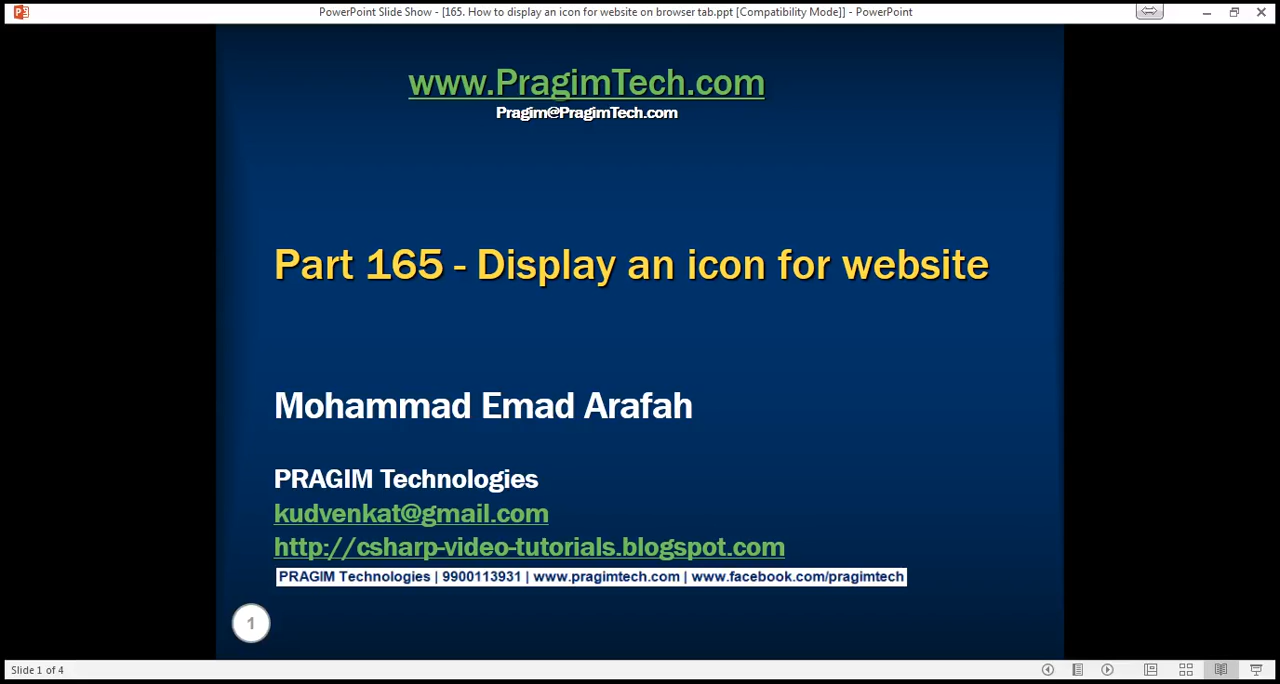 PowerPoint Slide Show - [165. How to display an icon for website on browser tab.ppt [Compatibility Mode]] - PowerPoint
www.PragimTech.com
Pragim@PragimTech.com
Part 165 - Display an icon for website
Mohammad Emad Arafah
PRAGIM Technologies
kudvenkat@gmail.com
http://csharp-video-tutorials.blogspot.com
PRAGIM Technologies | 9900113931 | www.pragimtech.com | www.facebook.com/pragimtech
1
Slide 1 of 4